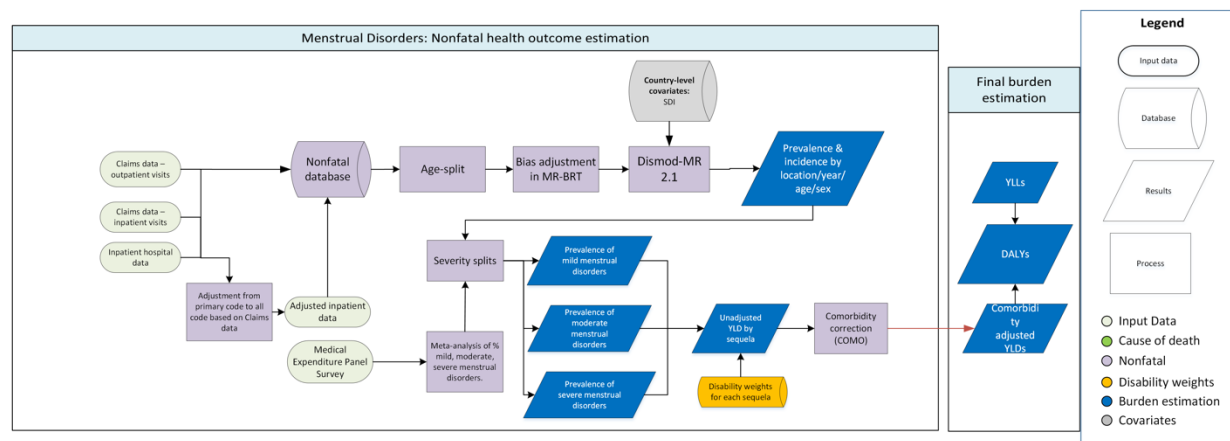 Menstrual Disorders: Nonfatal health outcome estimation
Country-level
covariates:
SDI
Claims data –
outpatient visits
Claims data –
inpatient visits
Inpatient hospital
data
Nonfatal
database
Age-split
Bias adjustment
in MR-BRT
Dismod-MR
2.1
Prevalence &
incidence by
location/year/
age/sex
Adjustment from
primary code to all
code based on Claims
data
Adjusted inpatient
data
Medical
Expenditure Panel
Survey
Severity splits
Meta-analysis of %
mild, moderate,
severe menstrual
disorders.
Prevalence of
mild menstrual
disorders
Prevalence of
moderate
menstrual
disorders
Prevalence of
severe menstrual
disorders
Unadjusted
YLD by
sequela
Disability weights
for each sequela
Comorbidity
correction
(COMO)
Final burden
estimation
YLLs
DALYs
Comorbidi
ty
adjusted YLDs
Legend
Input data
Database
Results
Process
Input Data
Cause of death
Nonfatal
Disability weights
Burden estimation
Covariates